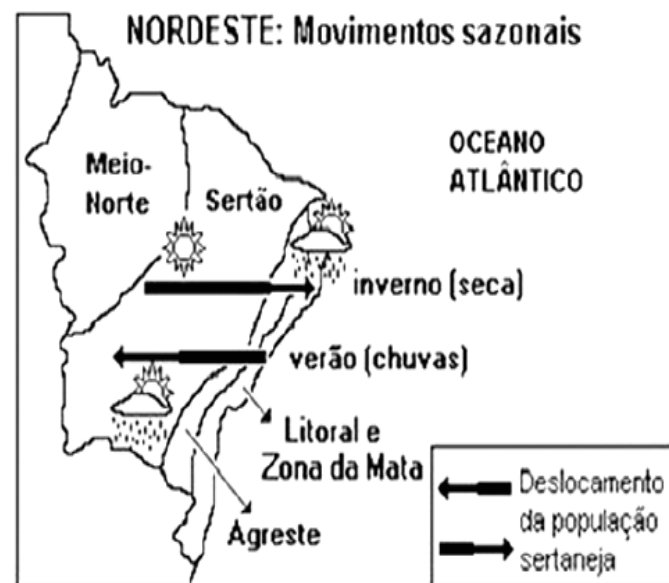 NORDESTE: Movimentos sazonais
OCEANO
ATLÂNTICO
Meio-
Norte
Sertão
inverno (seca)
verão (chuvas)
Litoral e
Zona da Mata
Agreste
Deslocamento
da população
sertaneja